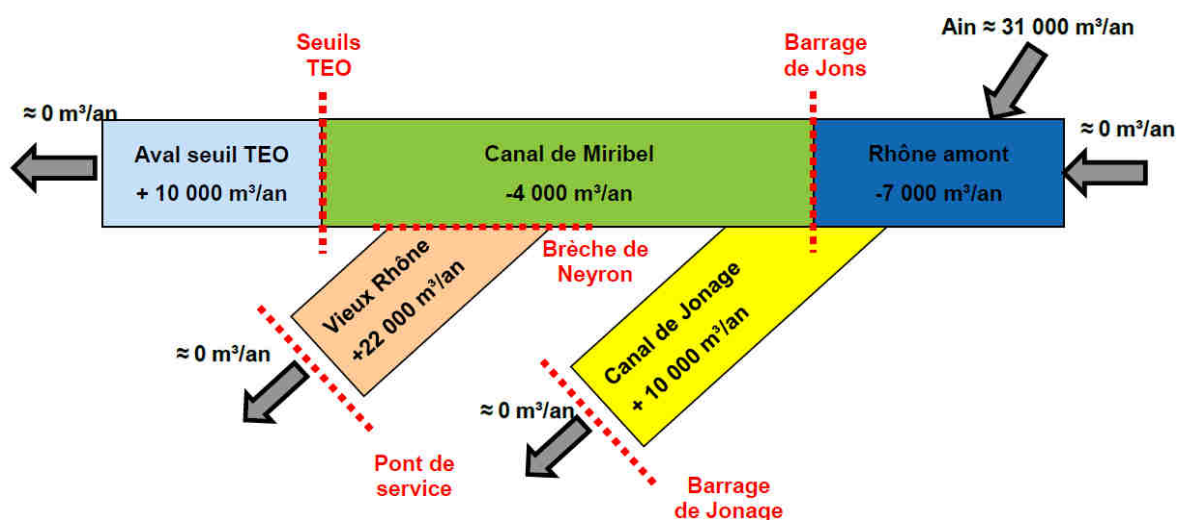 Ain ≈ 31 000 m³/an
Seuils
TEO
Barrage
de Jons
≈ 0 m³/an
≈ 0 m³/an
Aval seuil TEO
+ 10 000 m³/an
Canal de Miribel
-4 000 m³/an
Rhône amont
-7 000 m³/an
Brèche de
Neyron
Vieux Rhône
+22 000 m³/an
Canal de Jonage
+ 10 000 m³/an
≈ 0 m³/an
≈ 0 m³/an
Pont de
service
Barrage
de Jonage